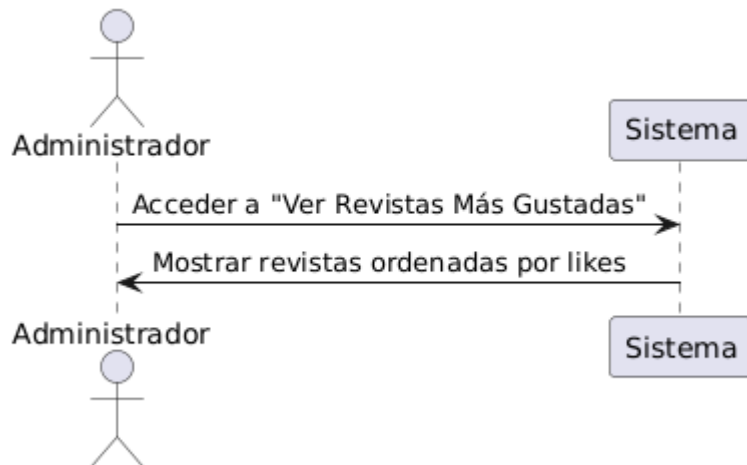 Administrador
Sistema
Acceder a "Ver Revistas Más Gustadas"
Mostrar revistas ordenadas por likes
Administrador
Sistema